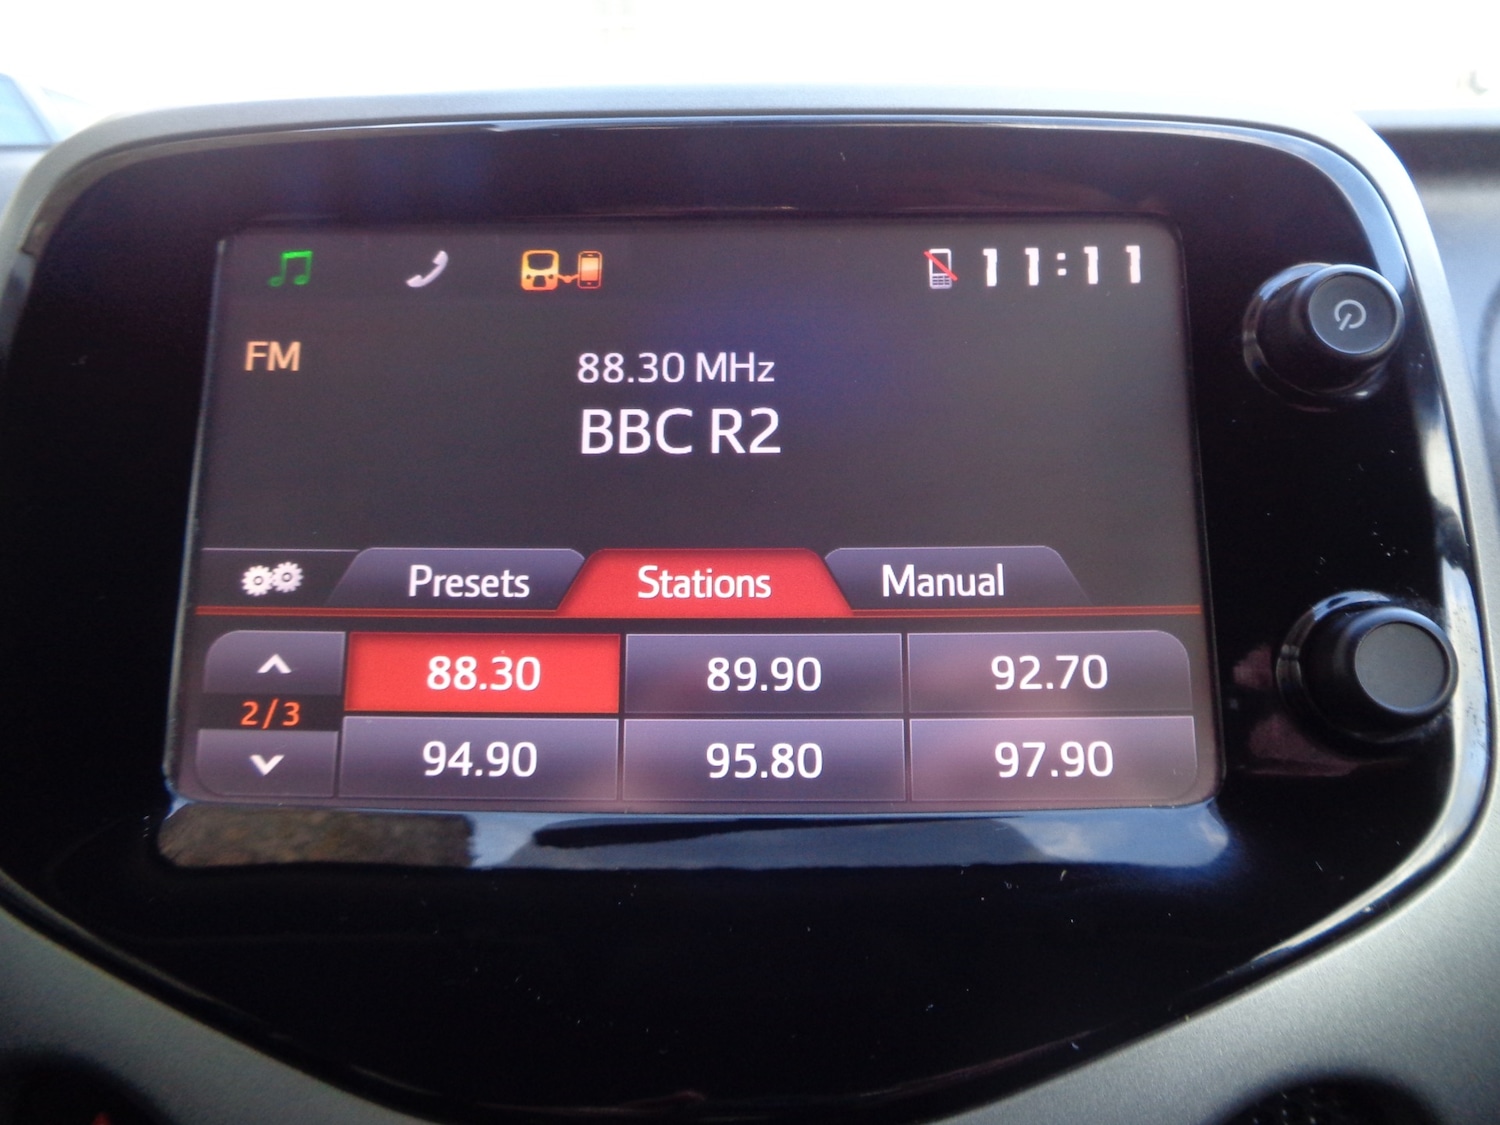 11:11
FM
88.30 MHz
BBC R2
Presets Stations Manual
88.30 89.90 92.70
2/3
94.90 95.80 97.90